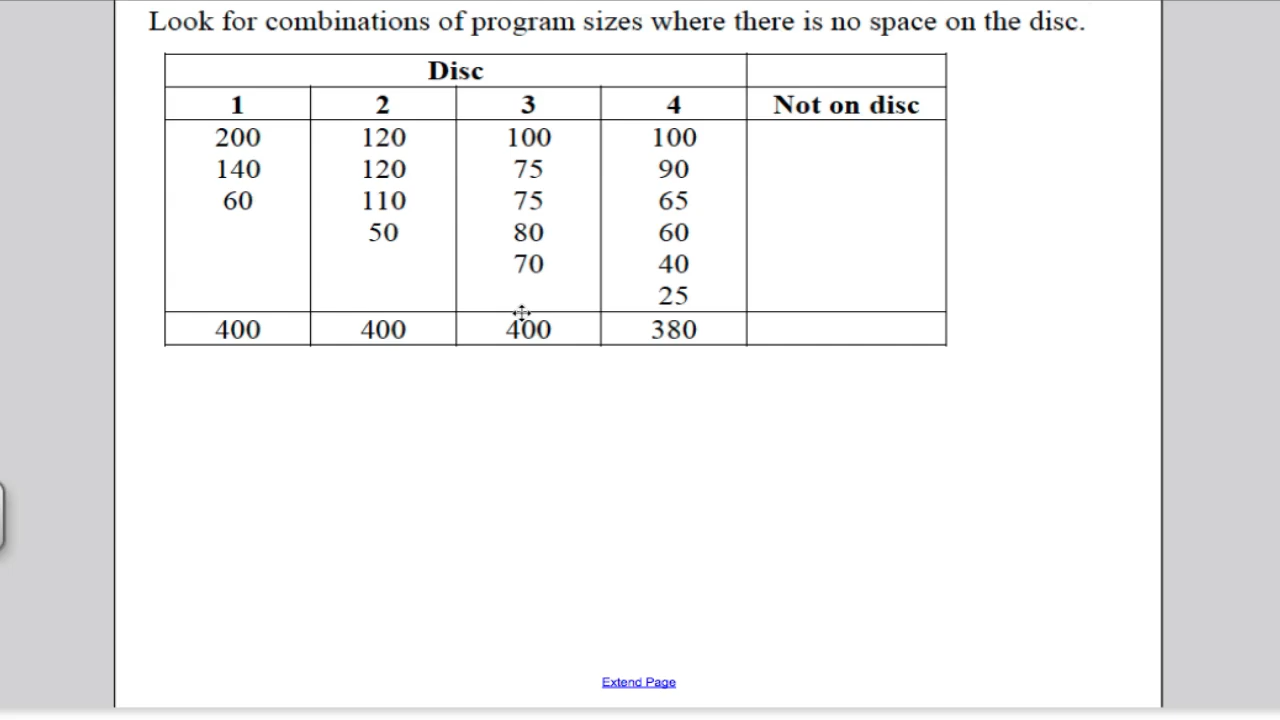 Look for combinations of program sizes where there is no space on the disc.
Disc
1 2 3 4 Not on disc
200 120 100 100
140 120 75 90
60 110 75 65
50 80 60
70 40
25
400 400 400 380
Extend Page